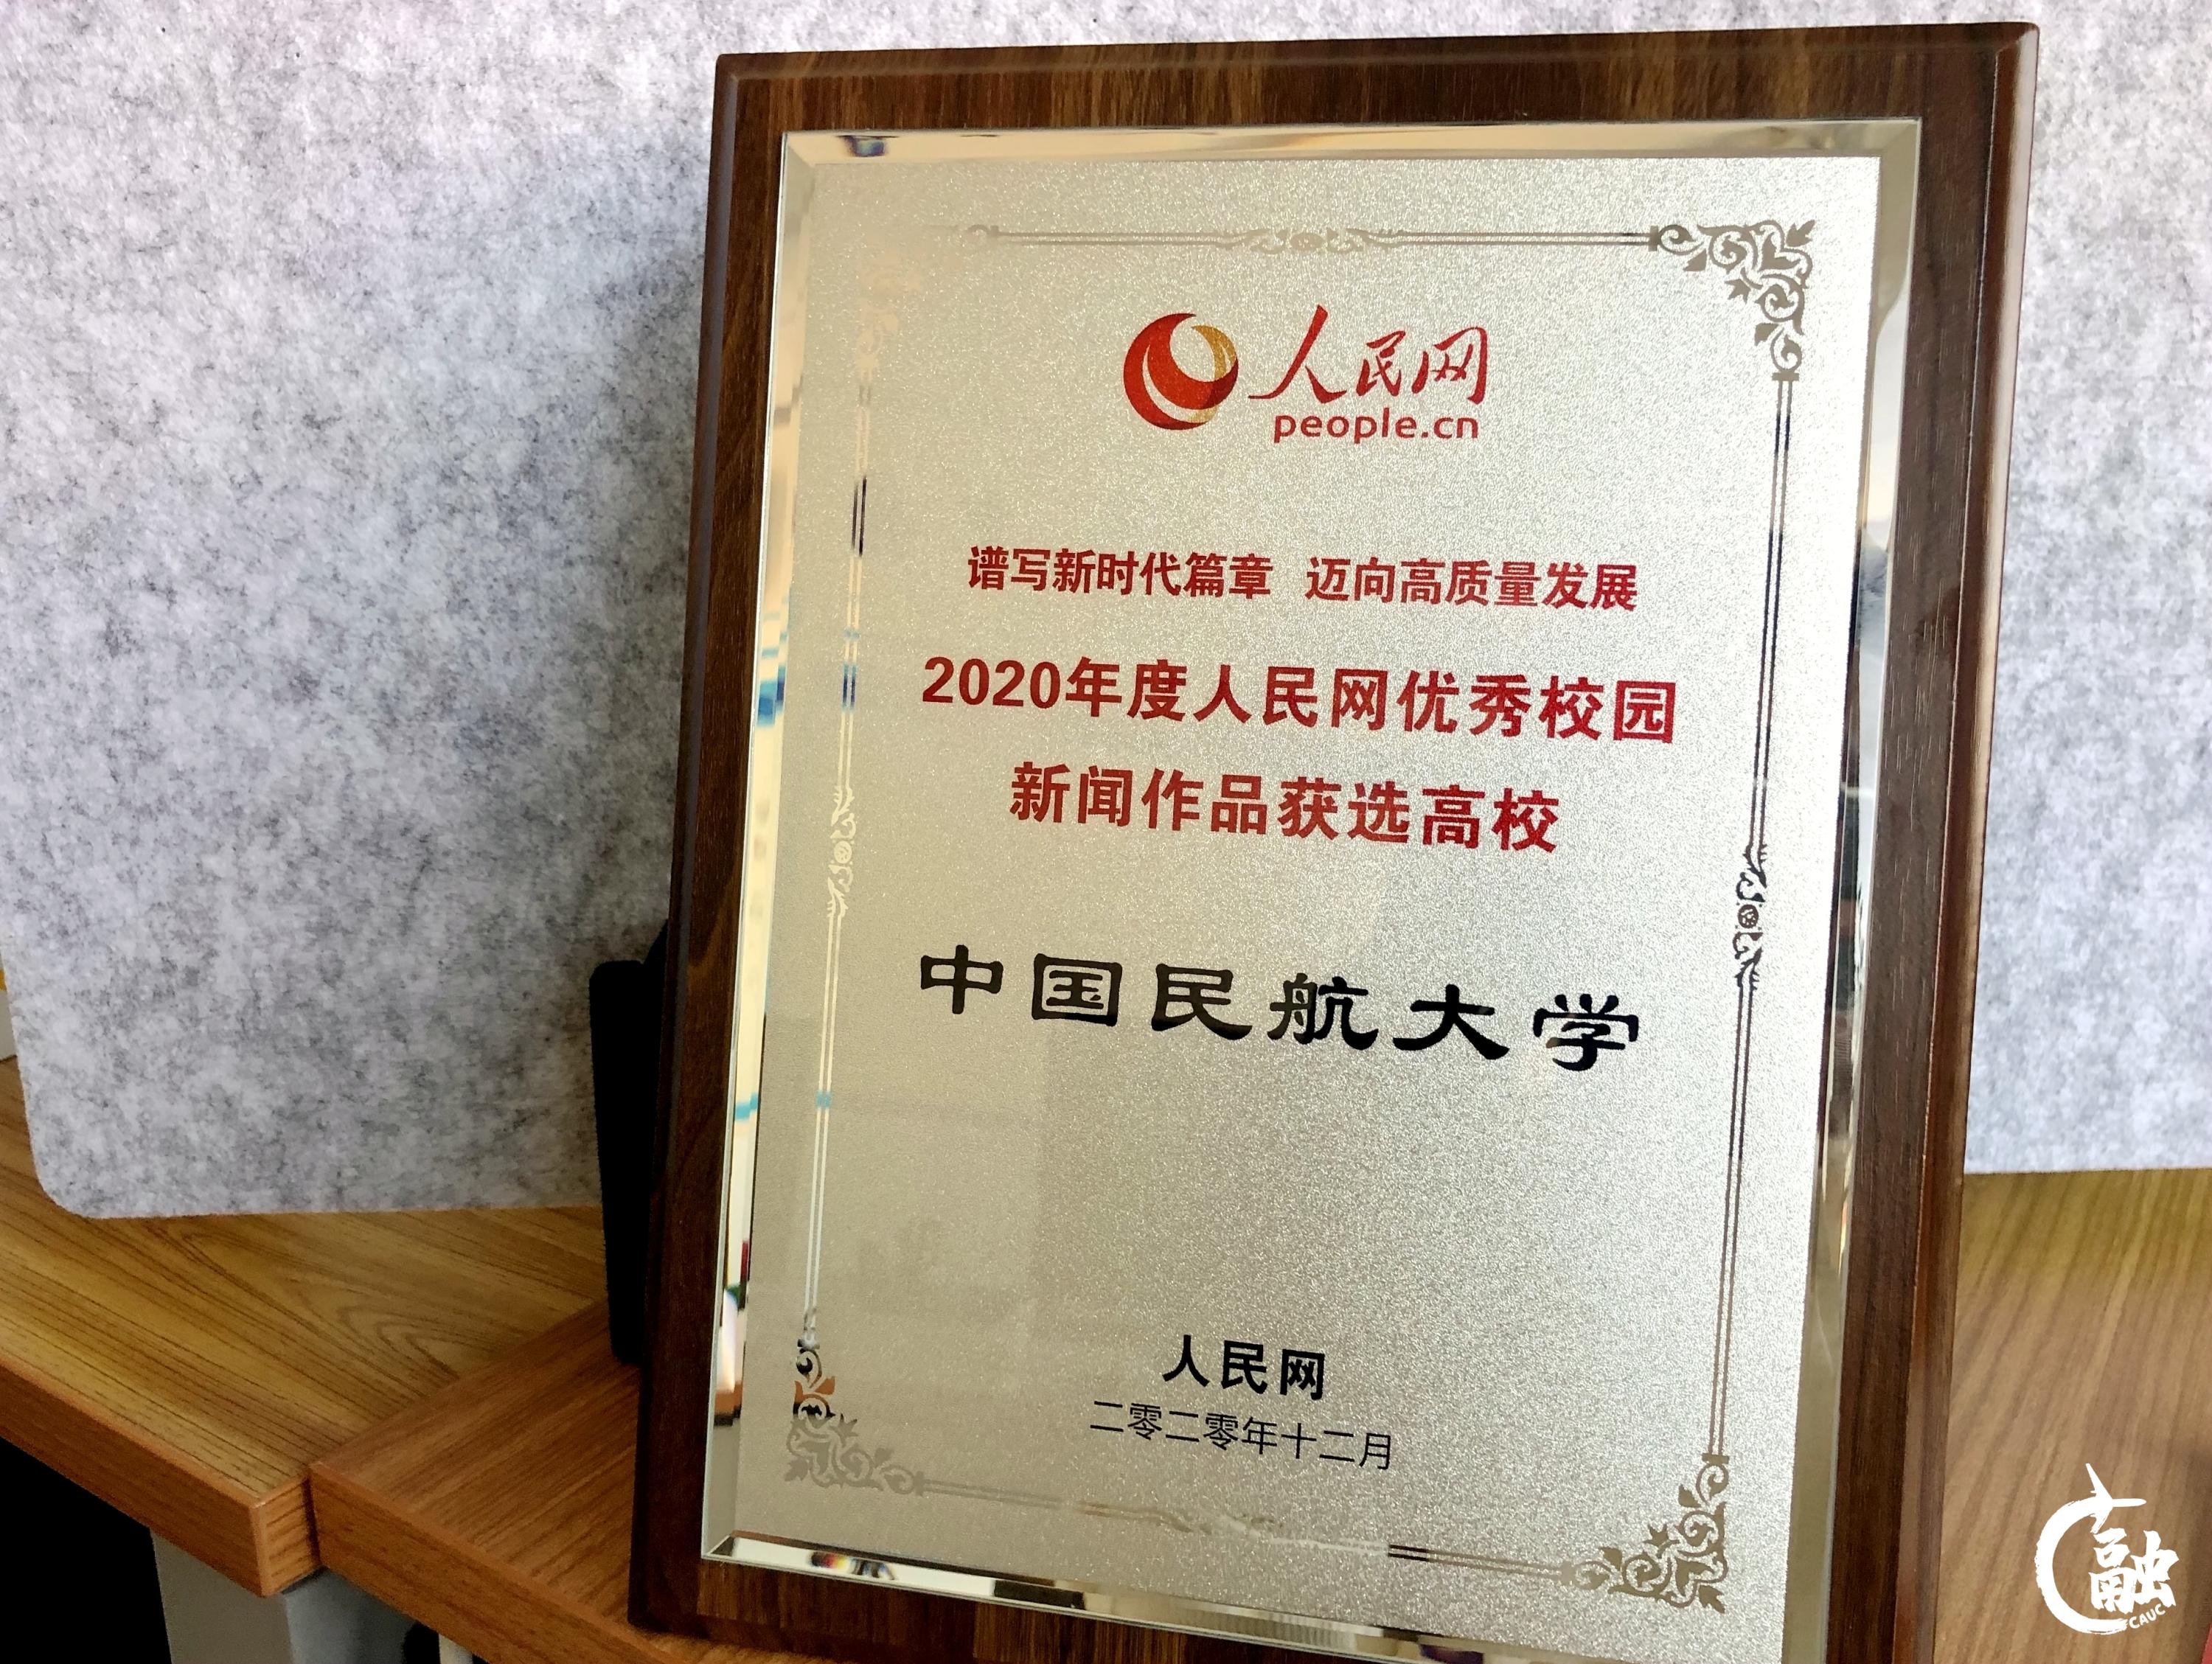 人民网
people.cn
谱写新时代篇章 迈向高质量发展
2020年度人民网优秀校园
新闻作品获选高校
中国民航大学
人民网
二零二零年十二月
融
CAUC